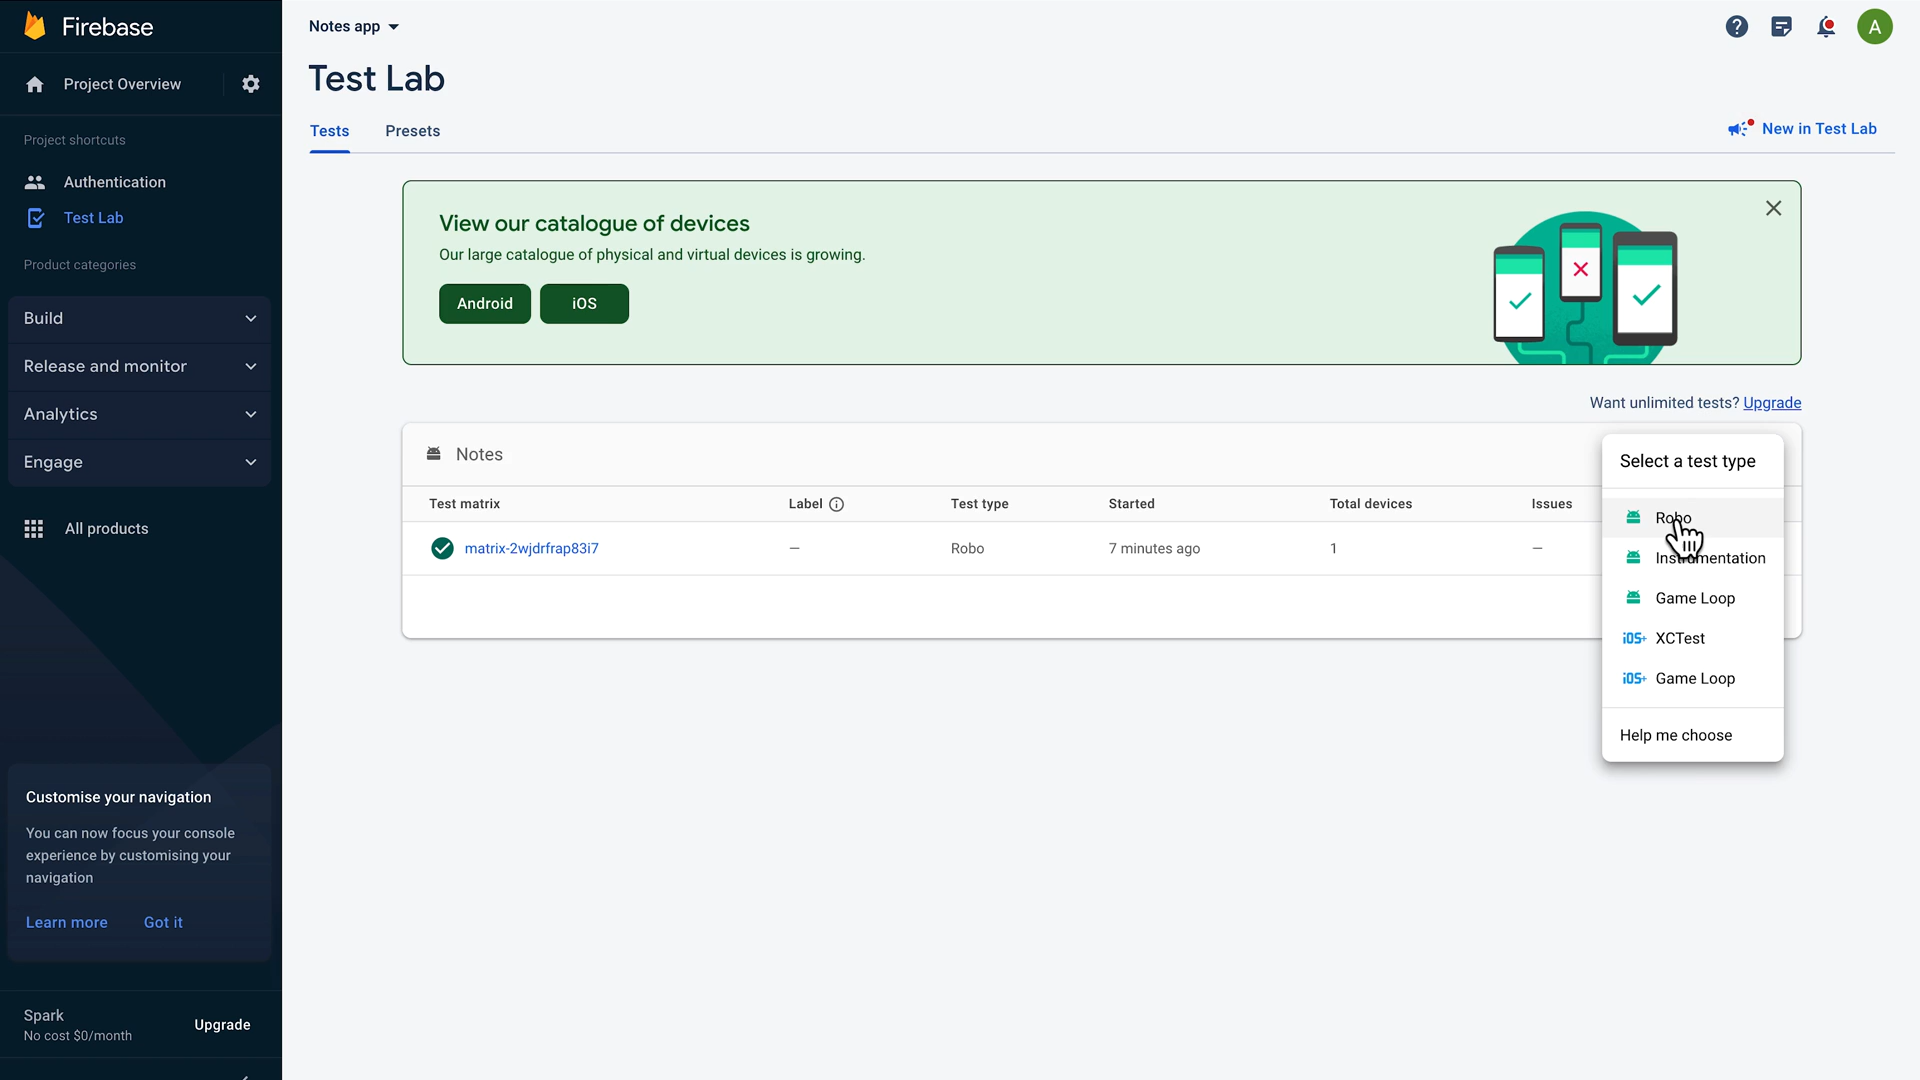 Firebase
Project Overview
Project shortcuts
Authentication
Test Lab
Product categories
Build
Release and monitor
Analytics
Engage
All products
Customise your navigation
You can now focus your console
experience by customising your
navigation
Learn more Got it
Spark
No cost $0/month
Upgrade
Notes app
A
Test Lab
Tests Presets
New in Test Lab
View our catalogue of devices
Our large catalogue of physical and virtual devices is growing.
Android iOS
Want unlimited tests? Upgrade
Notes
Test matrix Label Test type Started Total devices Issues
matrix-2wjdrfrap83i7 – Robo 7 minutes ago 1 –
Select a test type
Robo
Instrumentation
Game Loop
iOS+ XCTest
iOS+ Game Loop
Help me choose